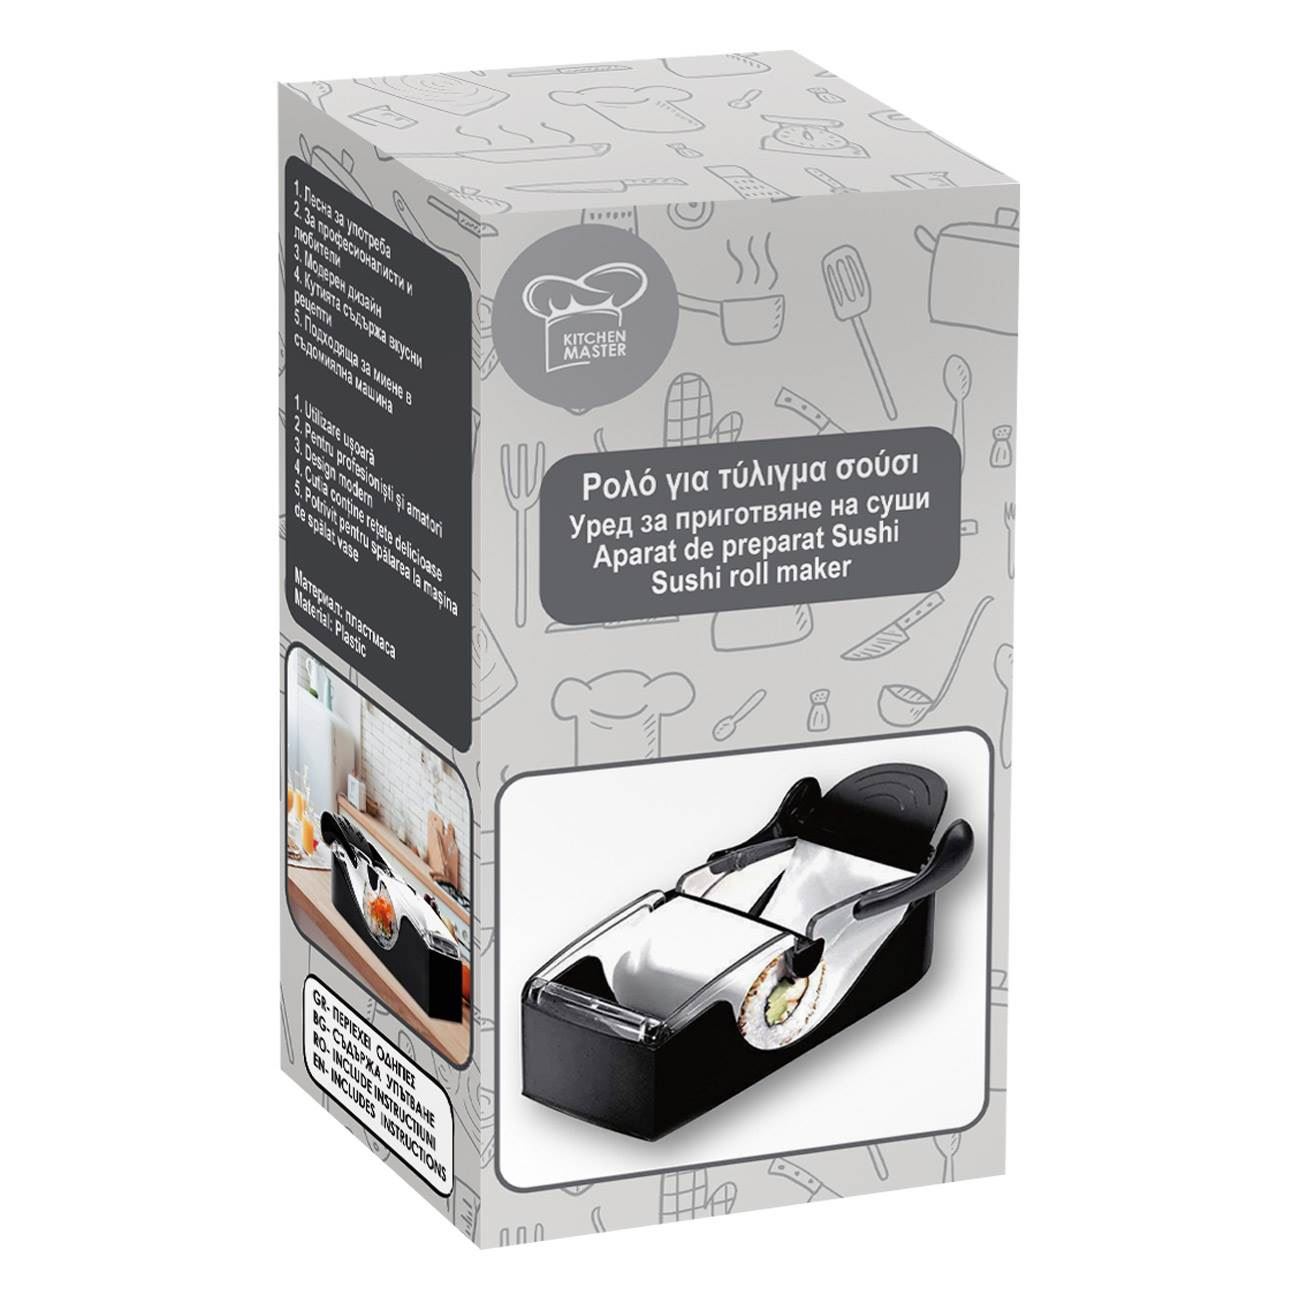 KITCHEN
MASTER
Ρολό για τύλιγμα σούσι
Уред за приготвяне на суши
Aparat de preparat Sushi
Sushi roll maker
1. Лесна за употреба
2. За професионалисти и
любители
3. Модерен дизайн
4. Кутията съдържа вкусни
рецепти
5. Подходяща за миене в
съдомиялна машина
1. Utilizare ușoară
2. Pentru profesioniști și amatori
3. Design modern
4. Cutia conține rețete delicioase
5. Potrivit pentru spălarea la mașina
de spălat vase
Материал: пластмаса
Material: Plastic
GR- ΠΕΡΙΕΧΕΙ ΟΔΗΓΙΕΣ
BG- СЪДЪРЖА УПЪТВАНЕ
RO- INCLUDE INSTRUCTIUNI
EN- INCLUDES INSTRUCTIONS